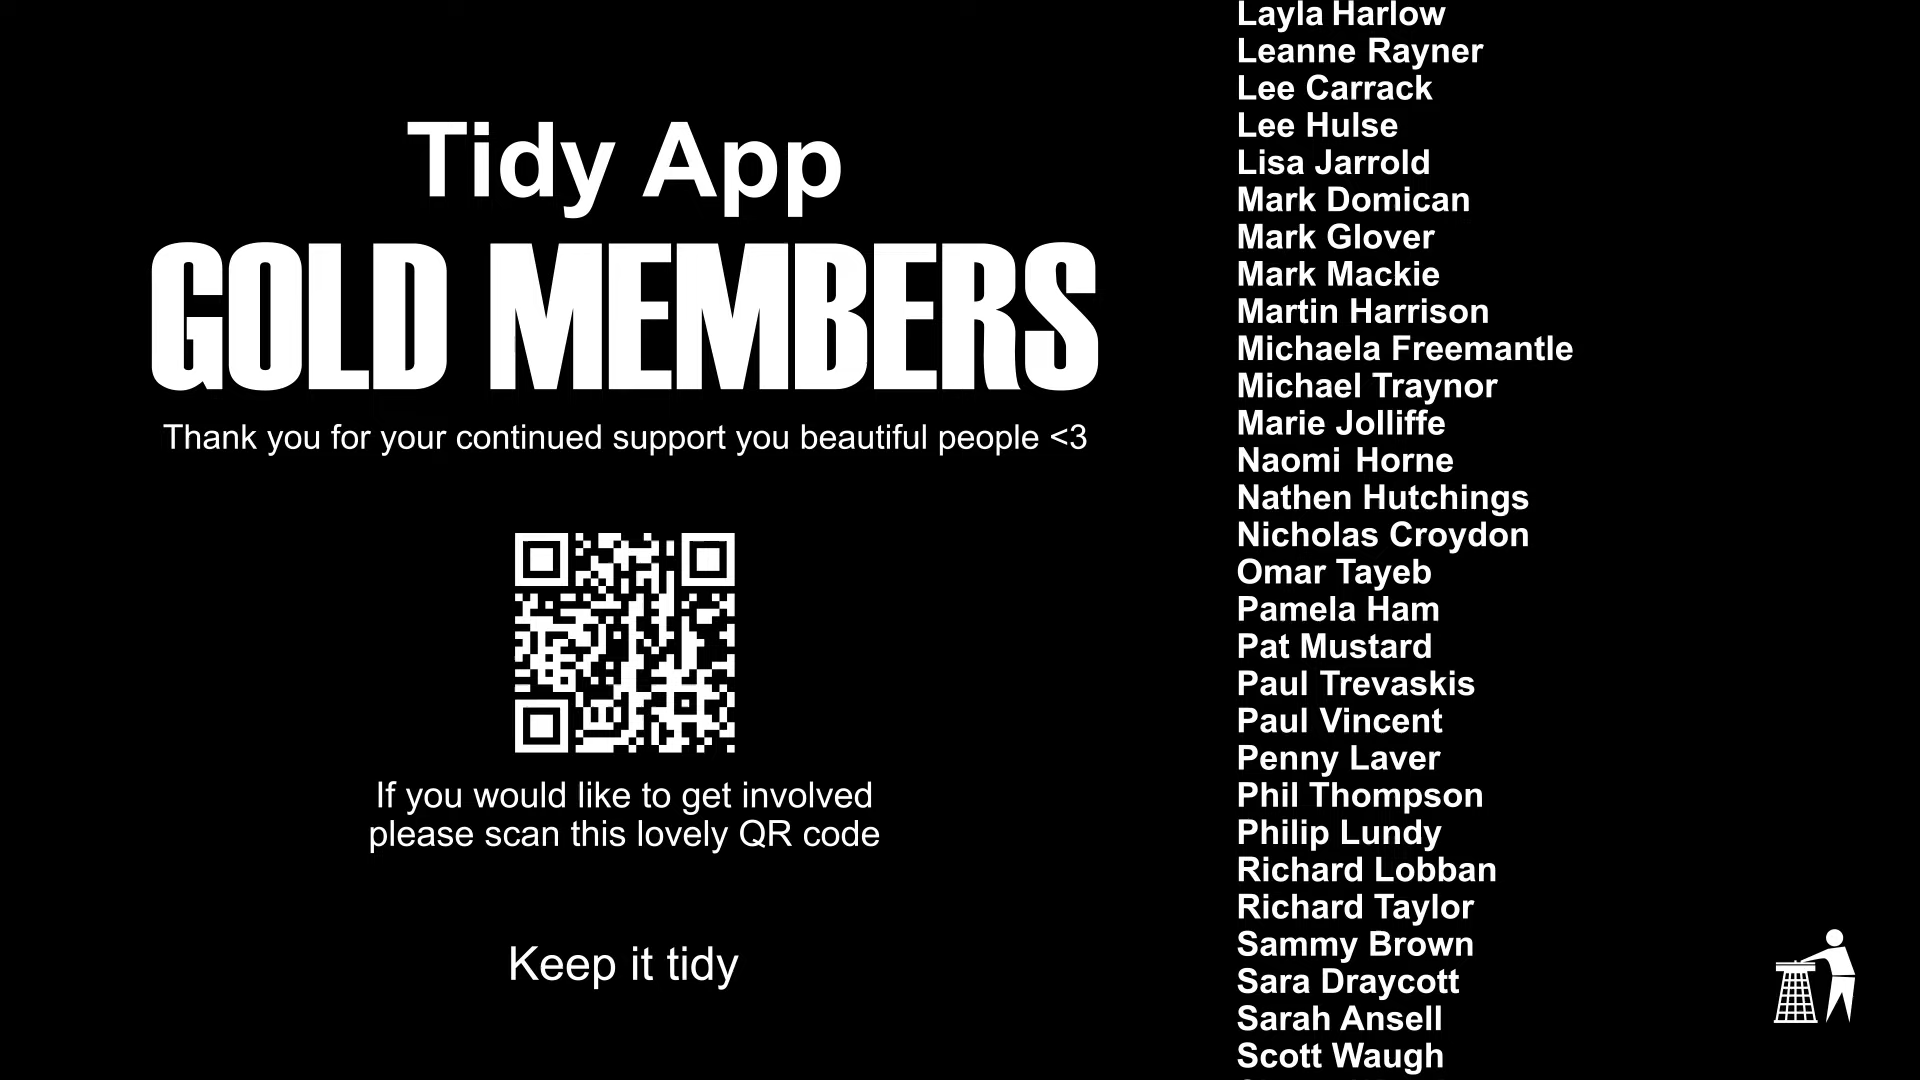 Tidy App
GOLD MEMBERS
Thank you for your continued support you beautiful people <3
If you would like to get involved
please scan this lovely QR code
Keep it tidy
Layla Harlow
Leanne Rayner
Lee Carrack
Lee Hulse
Lisa Jarrold
Mark Domican
Mark Glover
Mark Mackie
Martin Harrison
Michaela Freemantle
Michael Traynor
Marie Jolliffe
Naomi Horne
Nathen Hutchings
Nicholas Croydon
Omar Tayeb
Pamela Ham
Pat Mustard
Paul Trevaskis
Paul Vincent
Penny Laver
Phil Thompson
Philip Lundy
Richard Lobban
Richard Taylor
Sammy Brown
Sara Draycott
Sarah Ansell
Scott Waugh